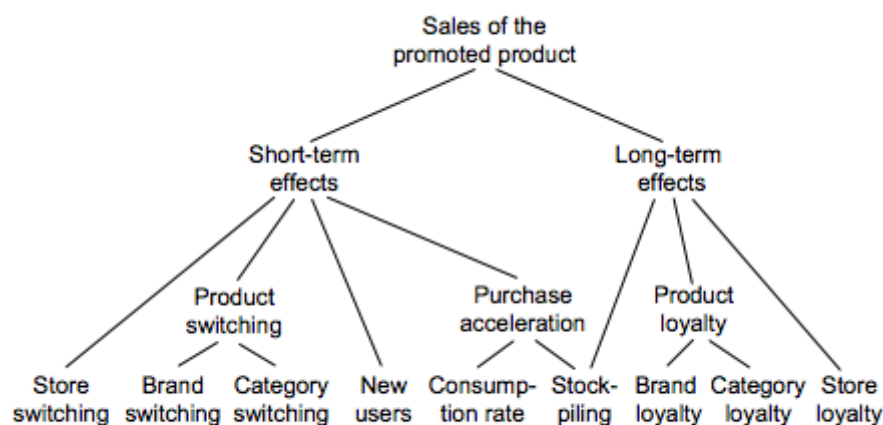 Sales of the
promoted product
Short-term
effects
Long-term
effects
Product
switching
Purchase
acceleration
Product
loyalty
Store
switching
Brand
switching
Category
switching
New
users
Consump-
tion rate
Stock-
piling
Brand
loyalty
Category
loyalty
Store
loyalty